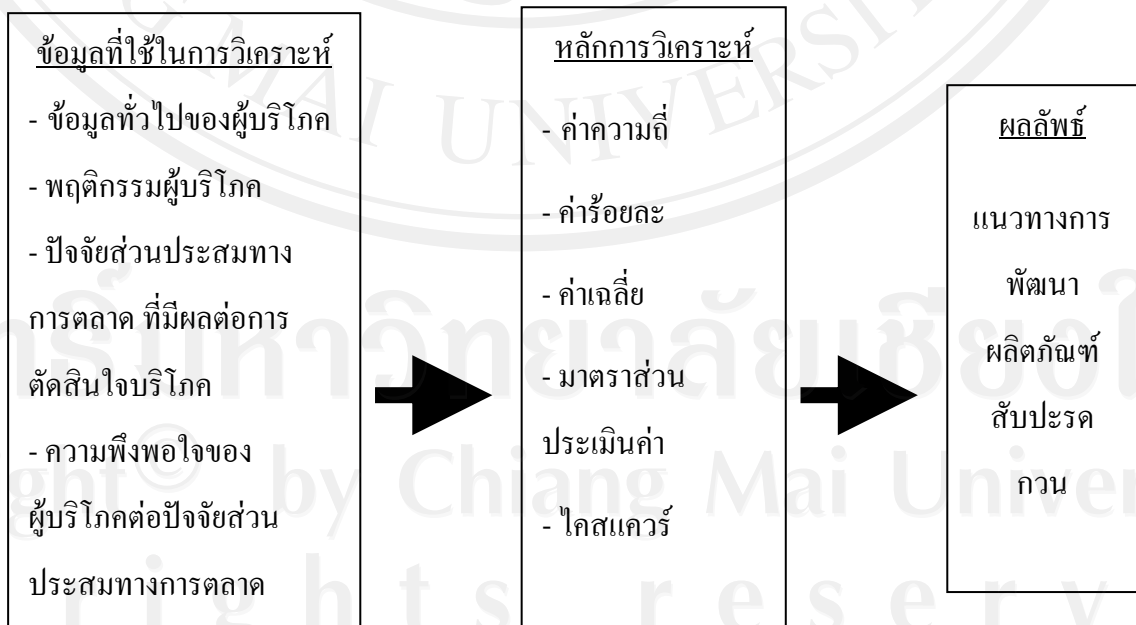 ข้อมูลที่ใช้ในการวิเคราะห์
- ข้อมูลทั่วไปของผู้บริโภค
- พฤติกรรมผู้บริโภค
- ปัจจัยส่วนประสมทาง
การตลาด ที่มีผลต่อการ
ตัดสินใจบริโภค
- ความพึงพอใจของ
ผู้บริโภคต่อปัจจัยส่วน
ประสมทางการตลาด
หลักการวิเคราะห์
- ค่าความถี่
- ค่าร้อยละ
- ค่าเฉลี่ย
- มาตราส่วน
ประเมินค่า
- ไคสแควร์
ผลลัพธ์
แนวทางการ
พัฒนา
ผลิตภัณฑ์
สับปะรด
กวน
MAI UNIVERSI
by Chiang Mai Univer
rights reserv